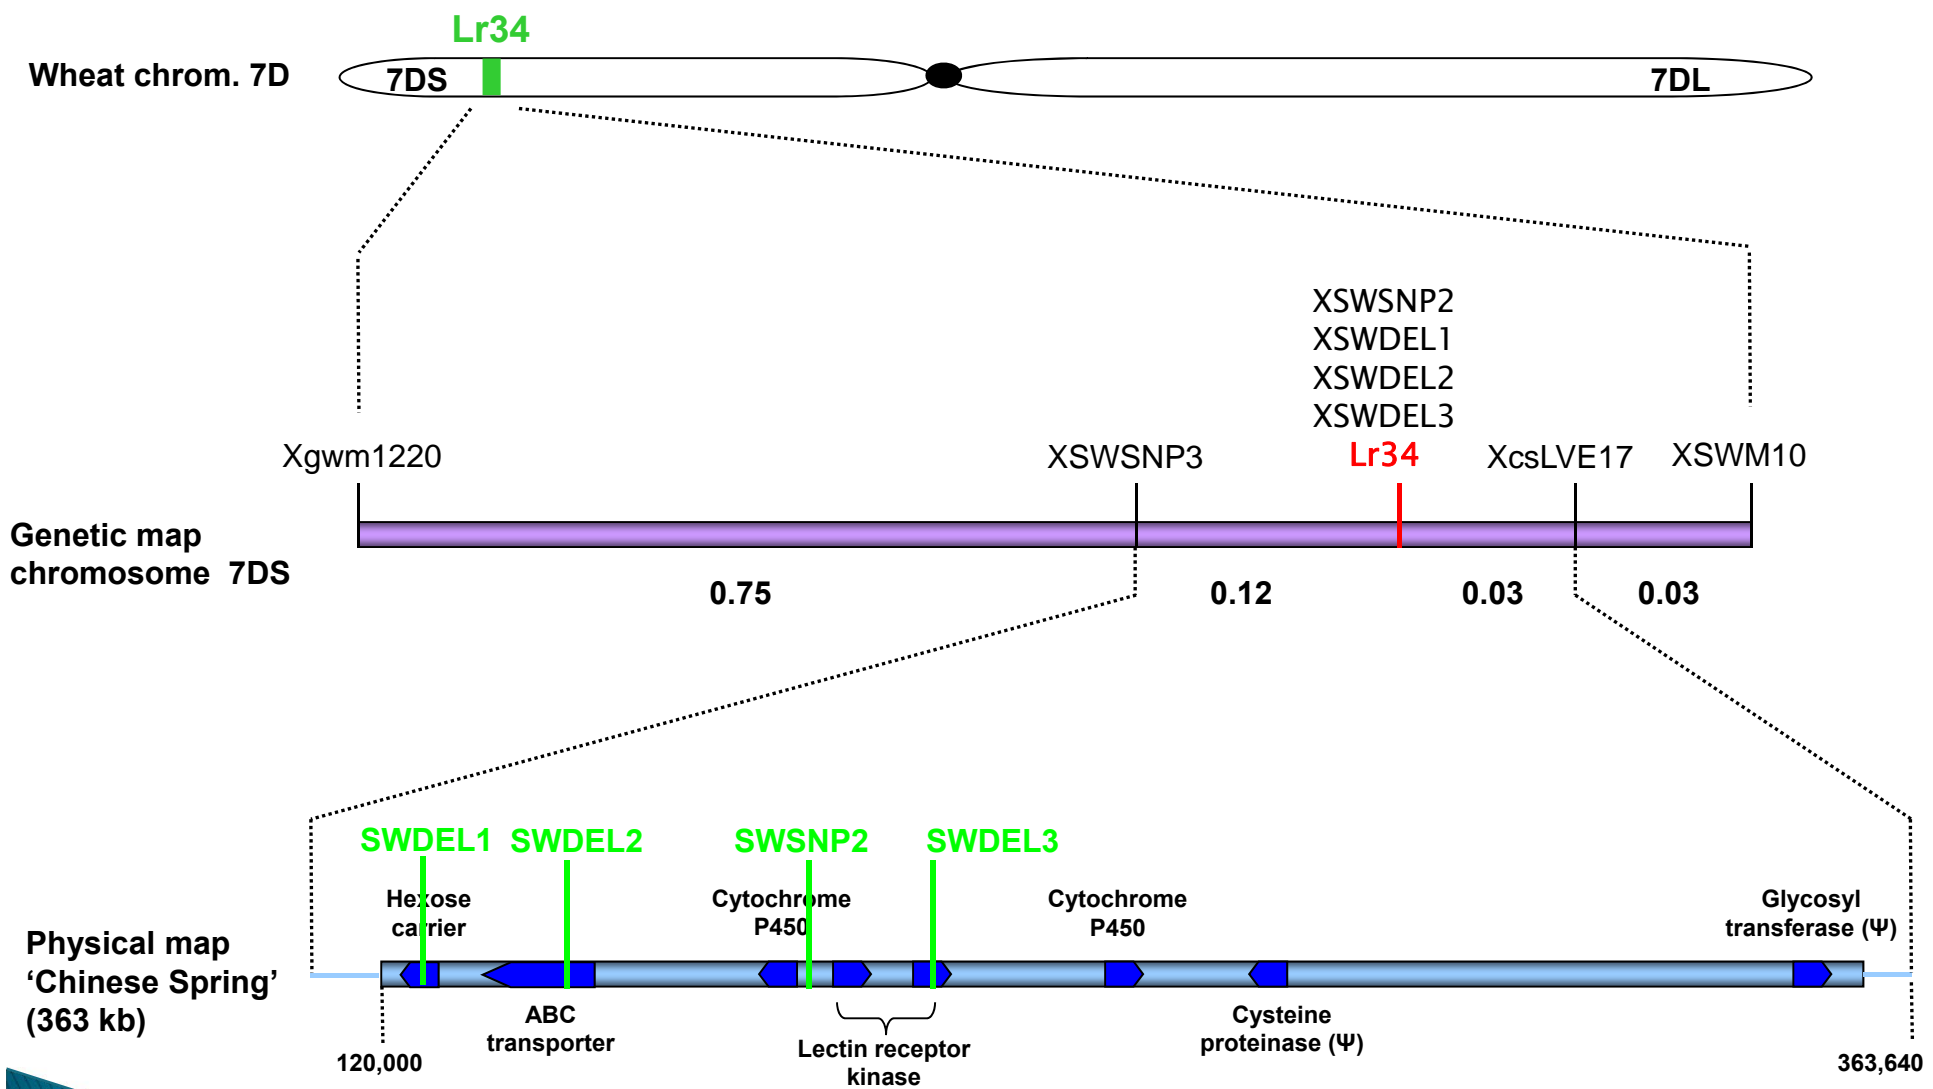 Lr34
Wheat chrom. 7D
7DS
7DL
XSWSNP2
XSWDEL1
XSWDEL2
XSWDEL3
Xgwm1220
XSWSNP3
Lr34
XcsLVE17
XSWM10
Genetic map
chromosome 7DS
0.75
0.12
0.03
0.03
SWDEL1
SWDEL2
SWSNP2
SWDEL3
Hexose
carrier
Cytochrome
P450
Cytochrome
P450
Glycosyl
transferase (Ψ)
Physical map
‘Chinese Spring’
(363 kb)
ABC
transporter
Lectin receptor
kinase
Cysteine
proteinase (Ψ)
120,000
363,640